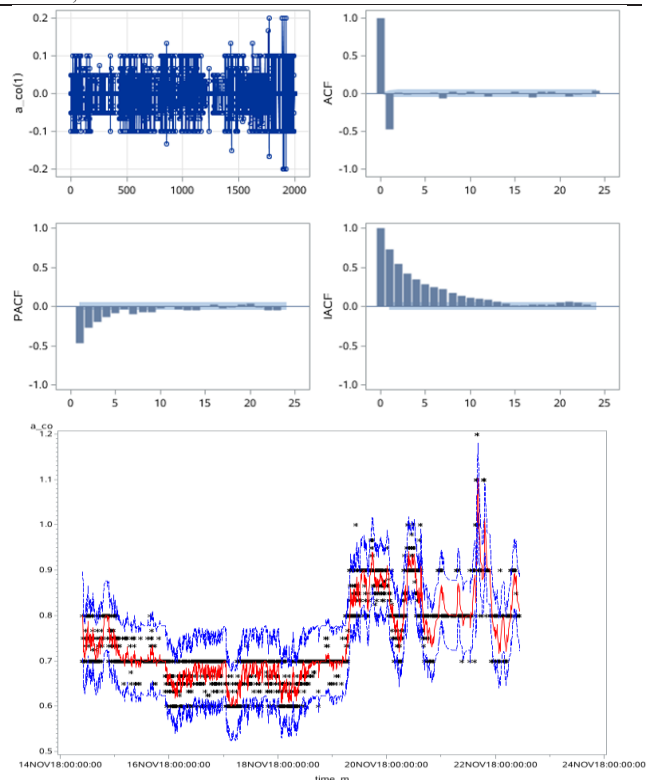 0.2
0.1
0.0
-0.1
-0.2
a_co(1)
0 500 1000 1500 2000
1.0
0.5
0.0
-0.5
-1.0
ACF
0 5 10 15 20 25
1.0
0.5
0.0
-0.5
-1.0
PACF
0 5 10 15 20 25
1.0
0.5
0.0
-0.5
-1.0
IACF
0 5 10 15 20 25
a_co
1.2
1.1
1.0
0.9
0.8
0.7
0.6
0.5
14NOV18:00:00:00 16NOV18:00:00:00 18NOV18:00:00:00 20NOV18:00:00:00 22NOV18:00:00:00 24NOV18:00:00:00
time_m